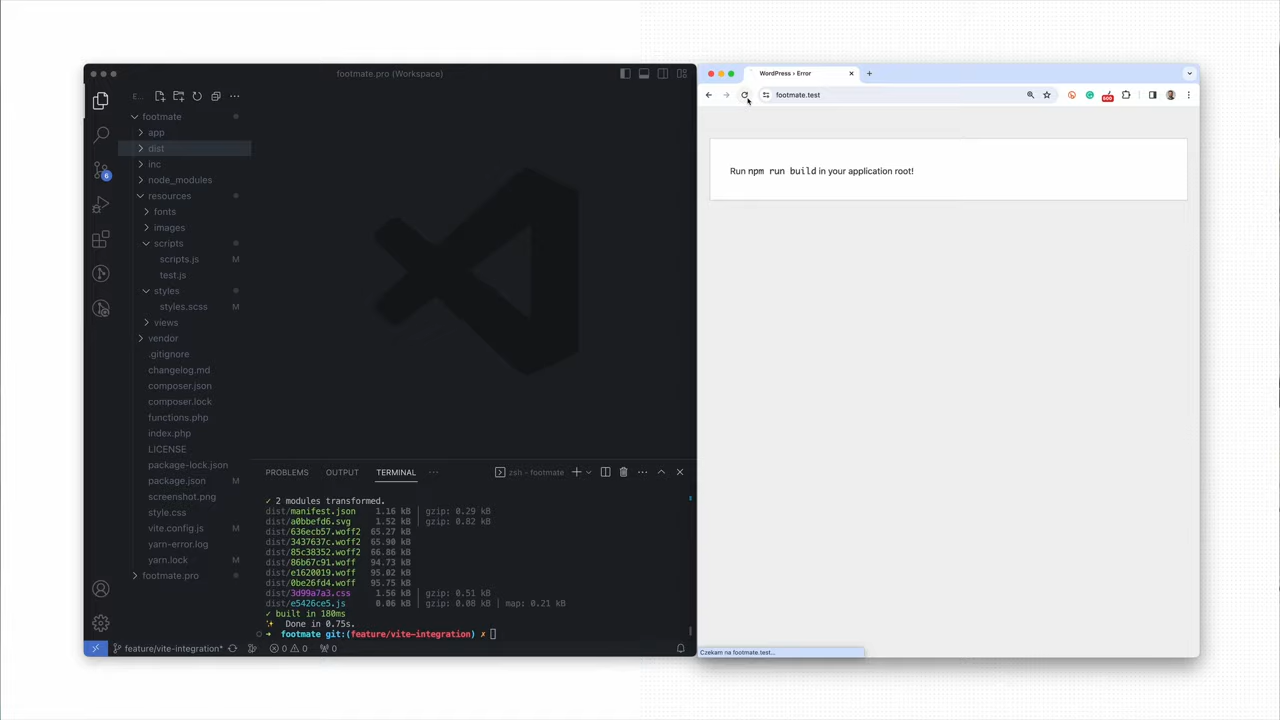 footmate.pro (Workspace)
E...
footmate
app
dist
inc
node_modules
resources
fonts
images
scripts
scripts.js M
test.js
styles
styles.scss M
views
vendor
.gitignore
changelog.md
composer.json
composer.lock
functions.php
index.php
LICENSE
package-lock.json
package.json M
screenshot.png
style.css
vite.config.js M
yarn-error.log
yarn.lock M
footmate.pro
6
PROBLEMS OUTPUT TERMINAL ... zsh - footmate
✓ 2 modules transformed.
dist/manifest.json 1.16 kB | gzip: 0.29 kB
dist/a0bbefd6.svg 1.52 kB | gzip: 0.82 kB
dist/636ecb57.woff2 65.27 kB
dist/3437637c.woff2 65.90 kB
dist/85c38352.woff2 66.86 kB
dist/86b67c91.woff 94.73 kB
dist/e1620019.woff 95.02 kB
dist/0be26fd4.woff 95.75 kB
dist/3d99a7a3.css 1.56 kB | gzip: 0.51 kB
dist/e5426ce5.js 0.06 kB | gzip: 0.08 kB | map: 0.21 kB
✓ built in 180ms
✨ Done in 0.75s.
➜ footmate git:(feature/vite-integration) ✗
feature/vite-integration* 0 0 0
WordPress › Error
footmate.test
600
Run npm run build in your application root!
Czekam na footmate.test...